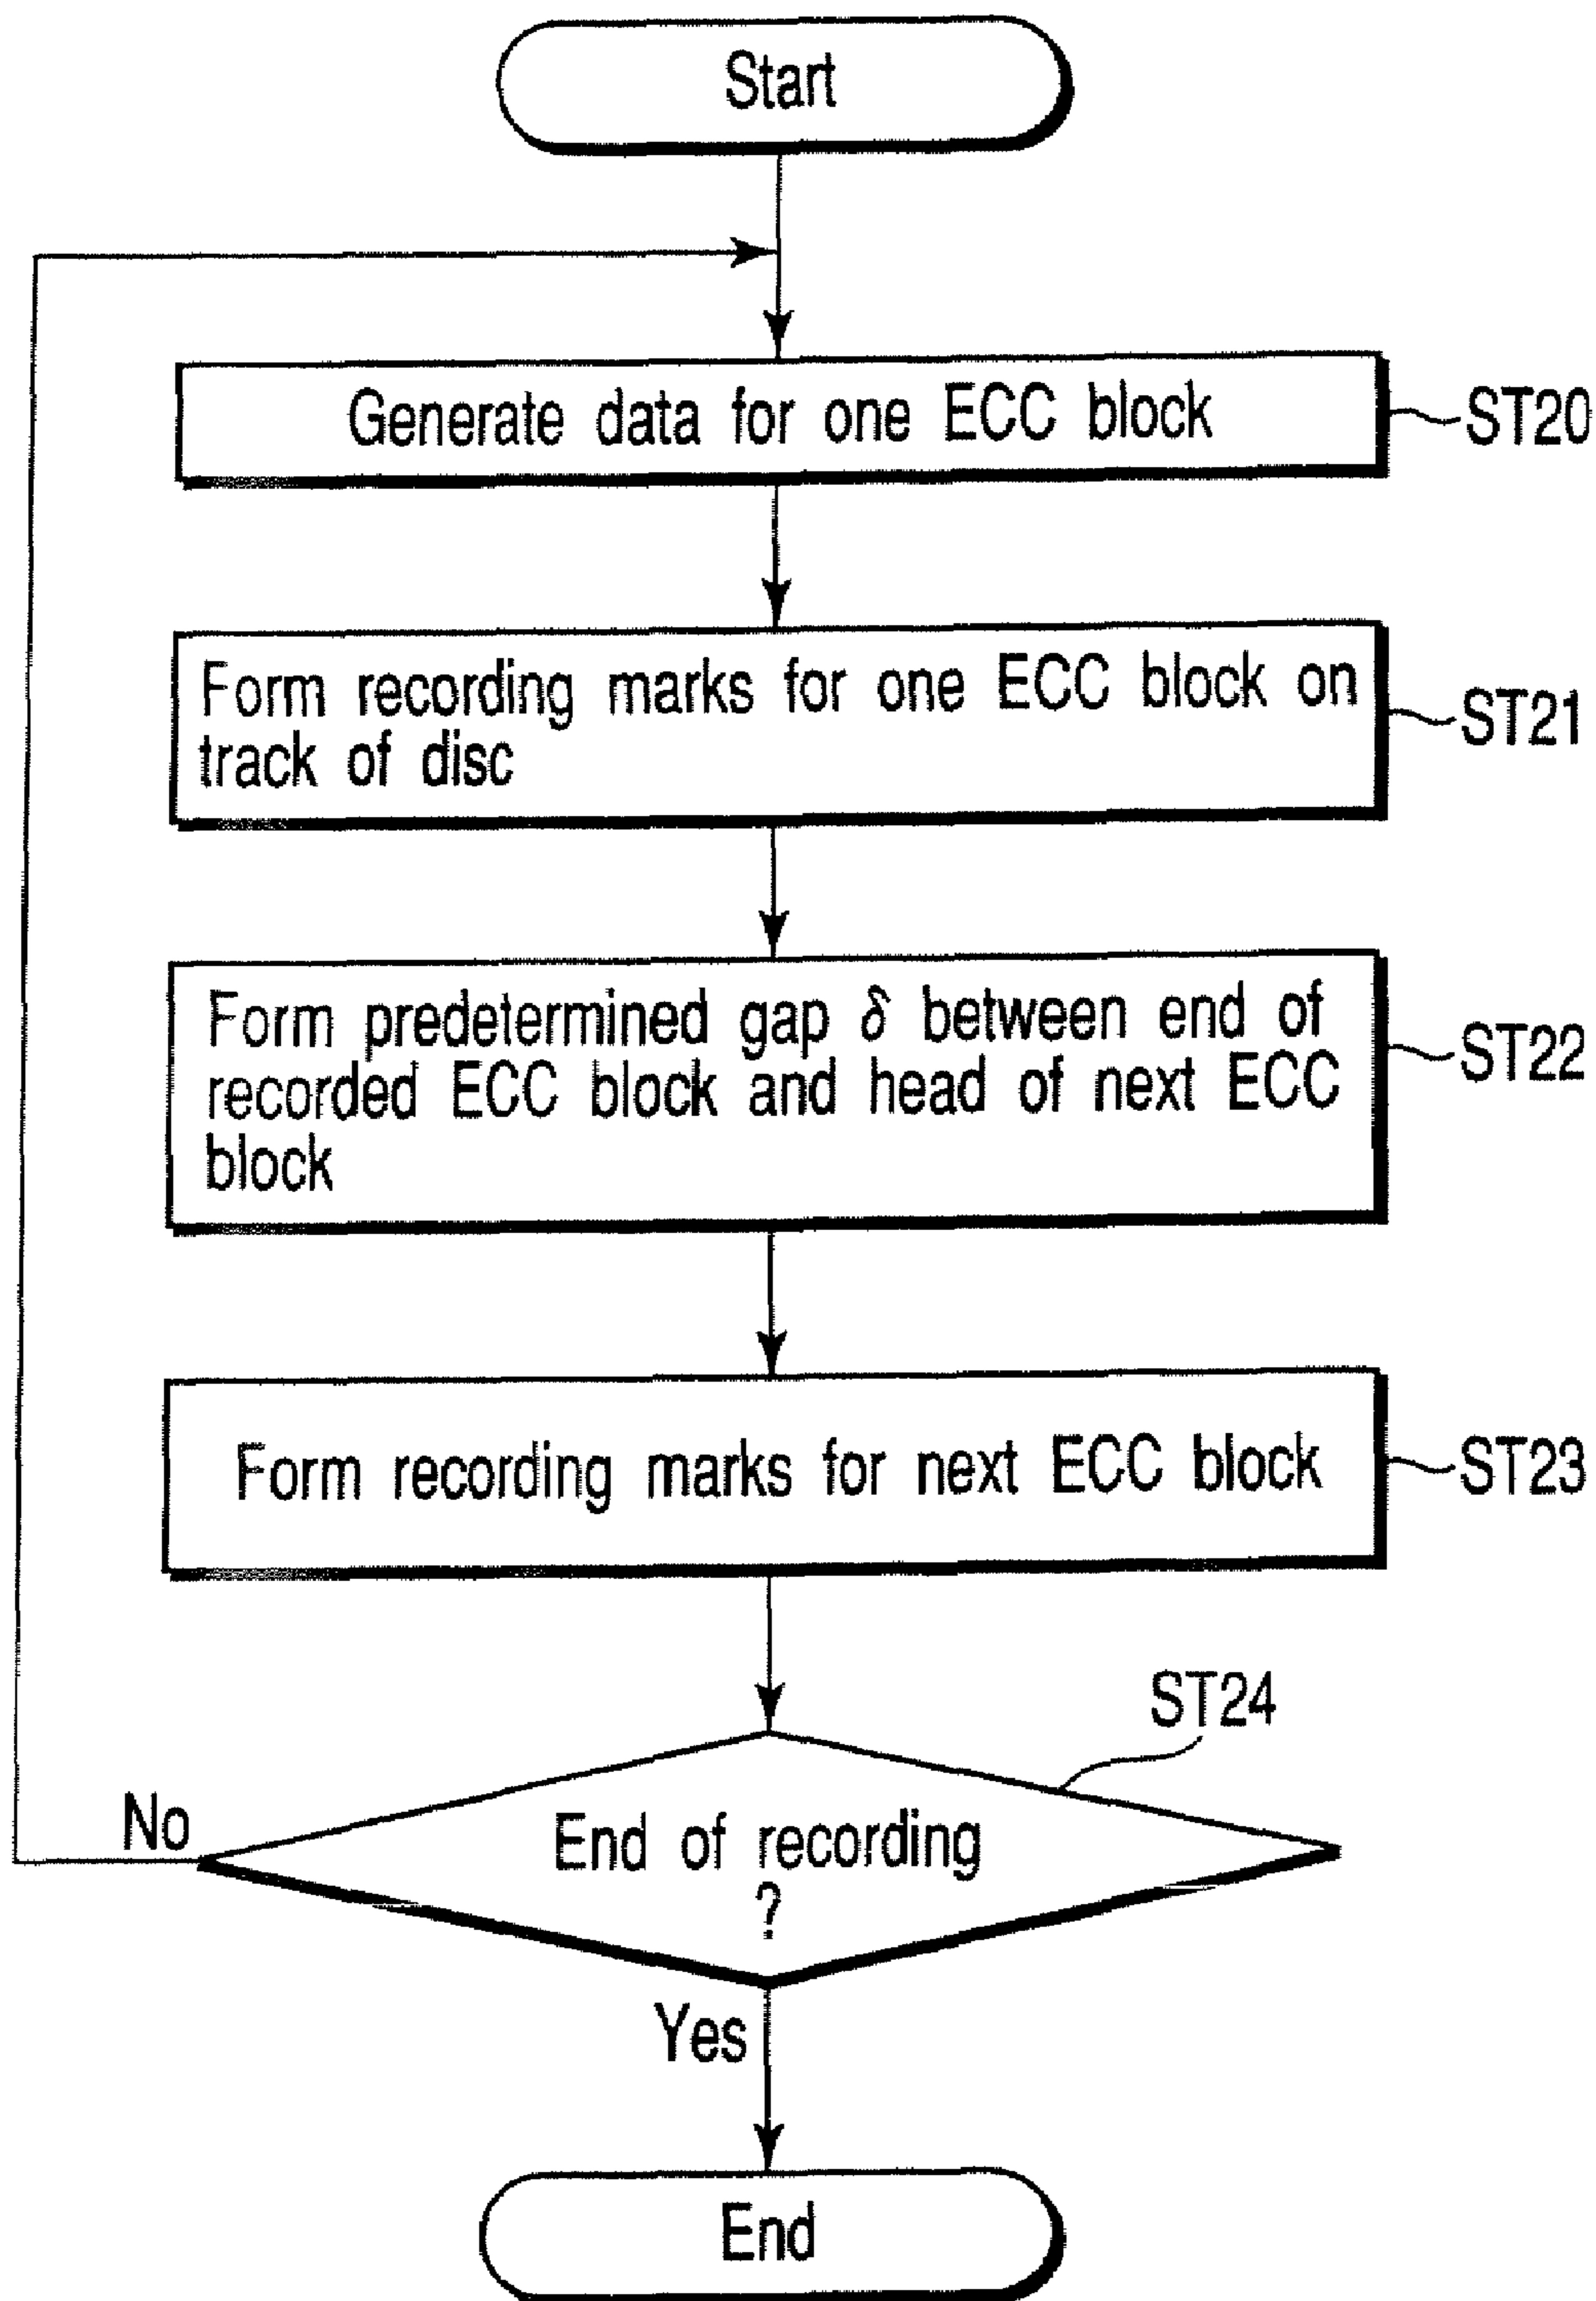 Start
Generate data for one ECC block
ST20
Form recording marks for one ECC block on
track of disc
ST21
Form predetermined gap δ between end of
recorded ECC block and head of next ECC
block
ST22
Form recording marks for next ECC block
ST23
ST24
No
End of recording
?
Yes
End